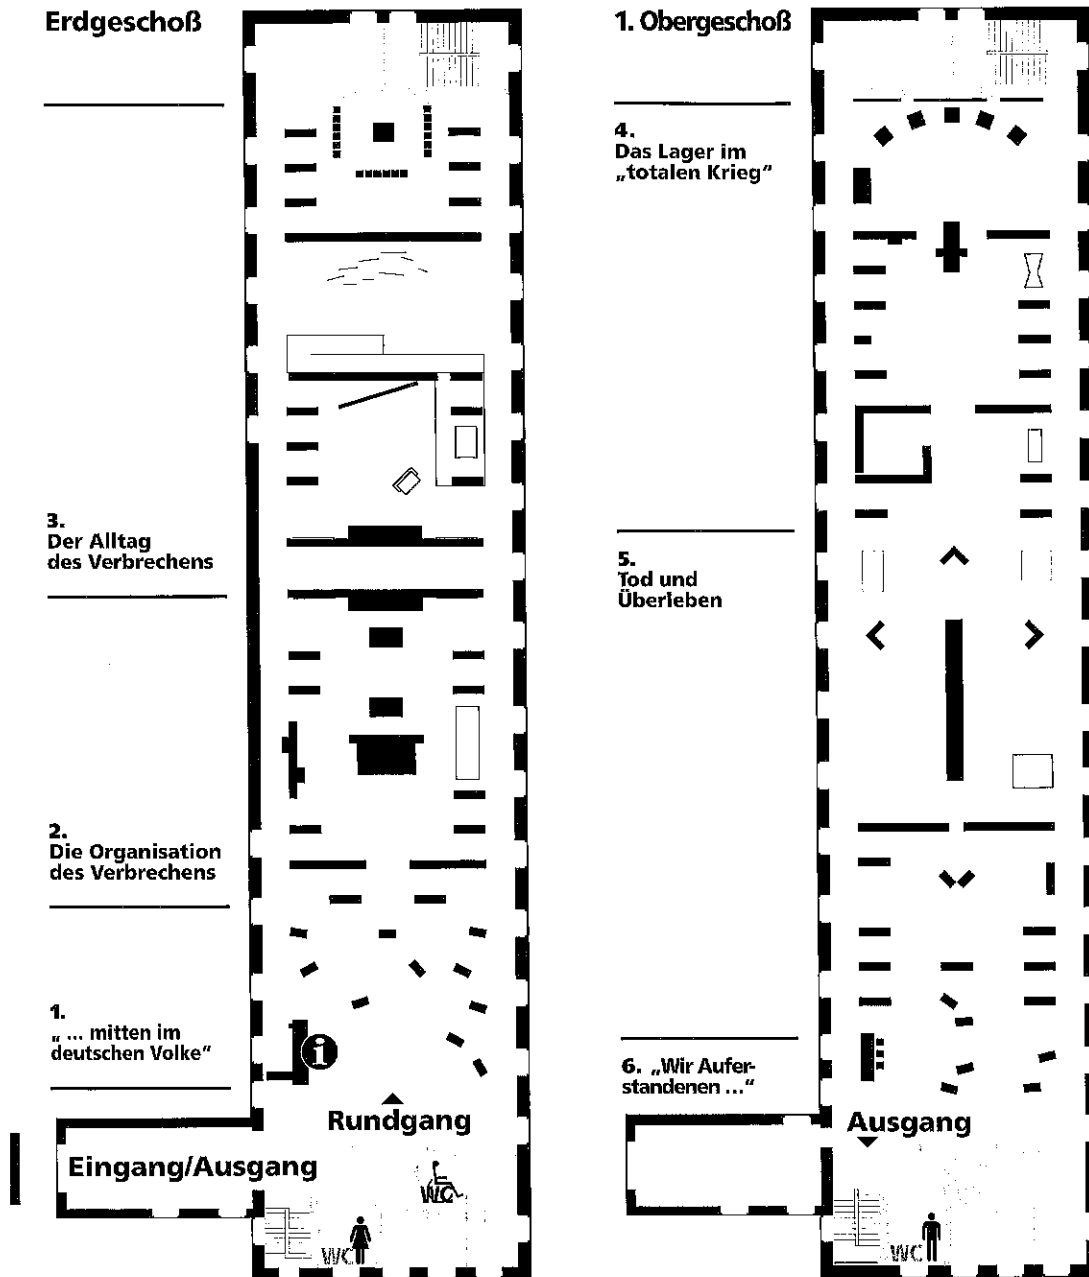 Erdgeschoß
3.
Der Alltag
des Verbrechens
2.
Die Organisation
des Verbrechens
1.
„ ... mitten im
deutschen Volke“
i
Rundgang
Eingang/Ausgang
WC
WC
1. Obergeschoß
4.
Das Lager im
„totalen Krieg“
5.
Tod und
Überleben
6. „Wir Aufer-
standenen ...“
Ausgang
WC